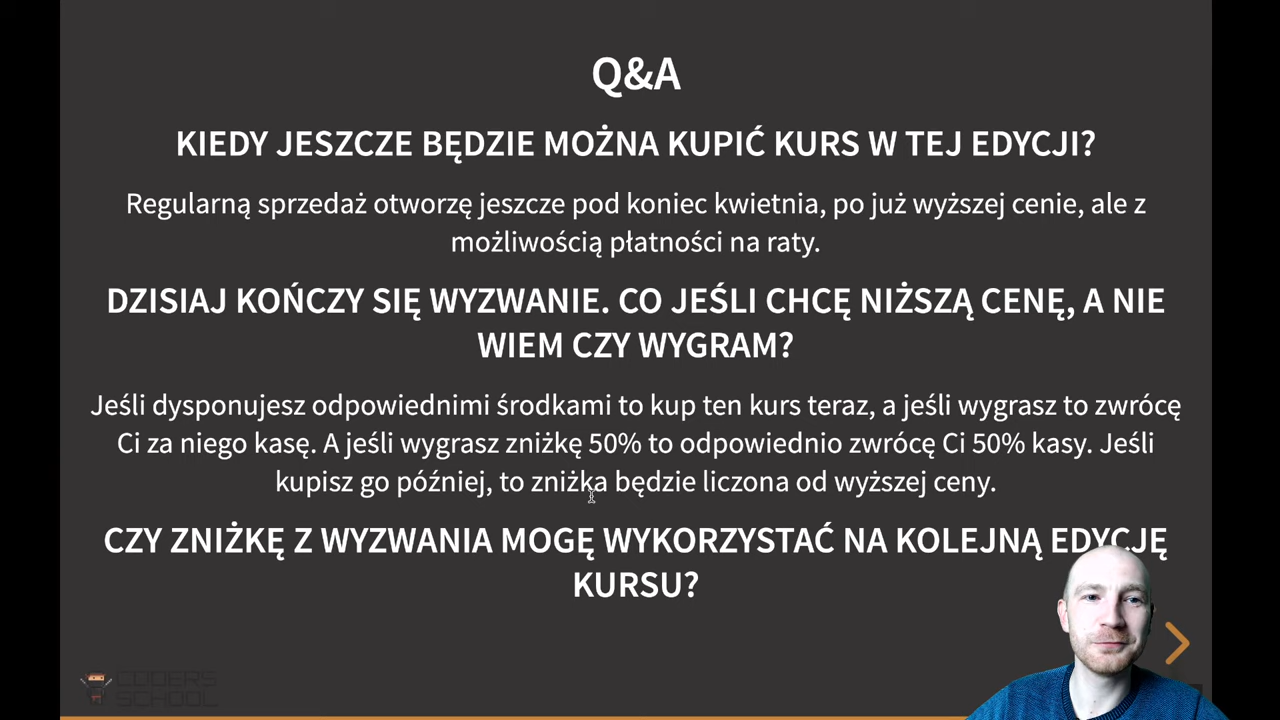 Q&A
KIEDY JESZCZE BĘDZIE MOŻNA KUPIĆ KURS W TEJ EDYCJI?
Regularną sprzedaż otworzę jeszcze pod koniec kwietnia, po już wyższej cenie, ale z
możliwością płatności na raty.
DZISIAJ KOŃCZY SIĘ WYZWANIE. CO JEŚLI CHCĘ NIŻSZĄ CENĘ, A NIE
WIEM CZY WYGRAM?
Jeśli dysponujesz odpowiednimi środkami to kup ten kurs teraz, a jeśli wygrasz to zwrócę
Ci za niego kasę. A jeśli wygrasz zniżkę 50% to odpowiednio zwrócę Ci 50% kasy. Jeśli
kupisz go później, to zniżka będzie liczona od wyższej ceny.
CZY ZNIŻKĘ Z WYZWANIA MOGĘ WYKORZYSTAĆ NA KOLEJNĄ EDYCJĘ
KURSU?
CODERS
SCHOOL